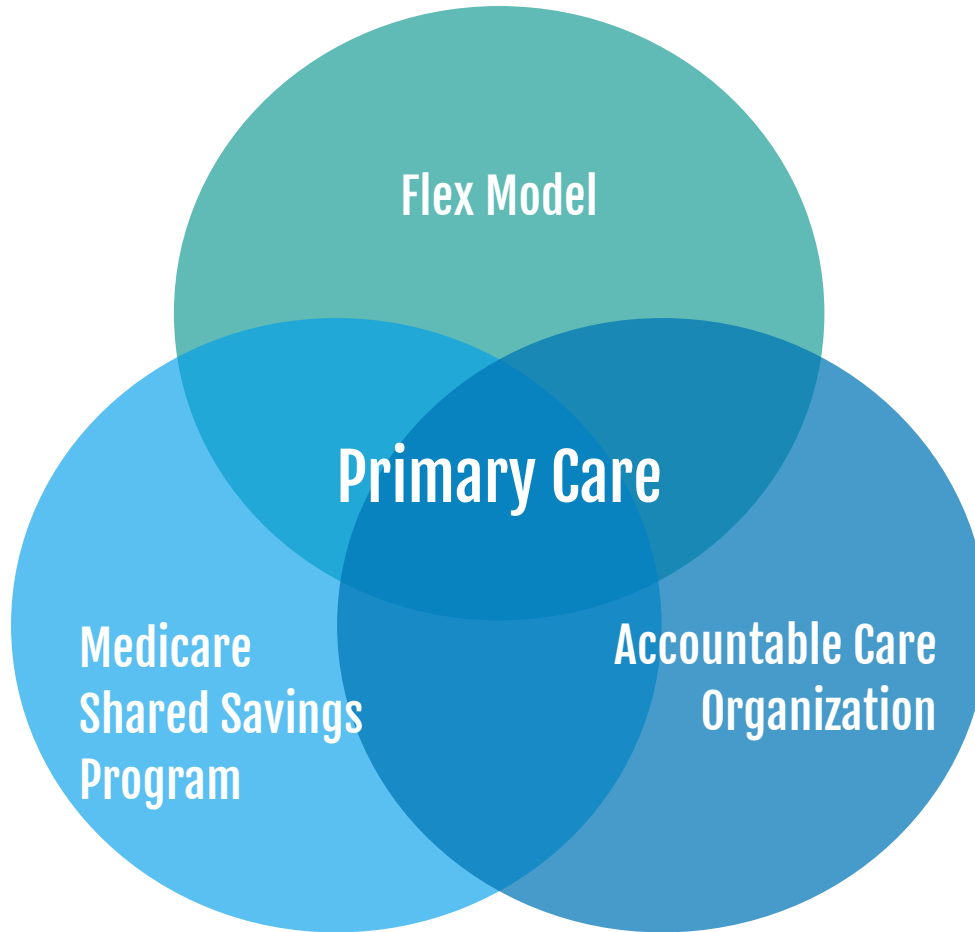 Flex Model
Primary Care
Medicare
Shared Savings
Program
Accountable Care
Organization